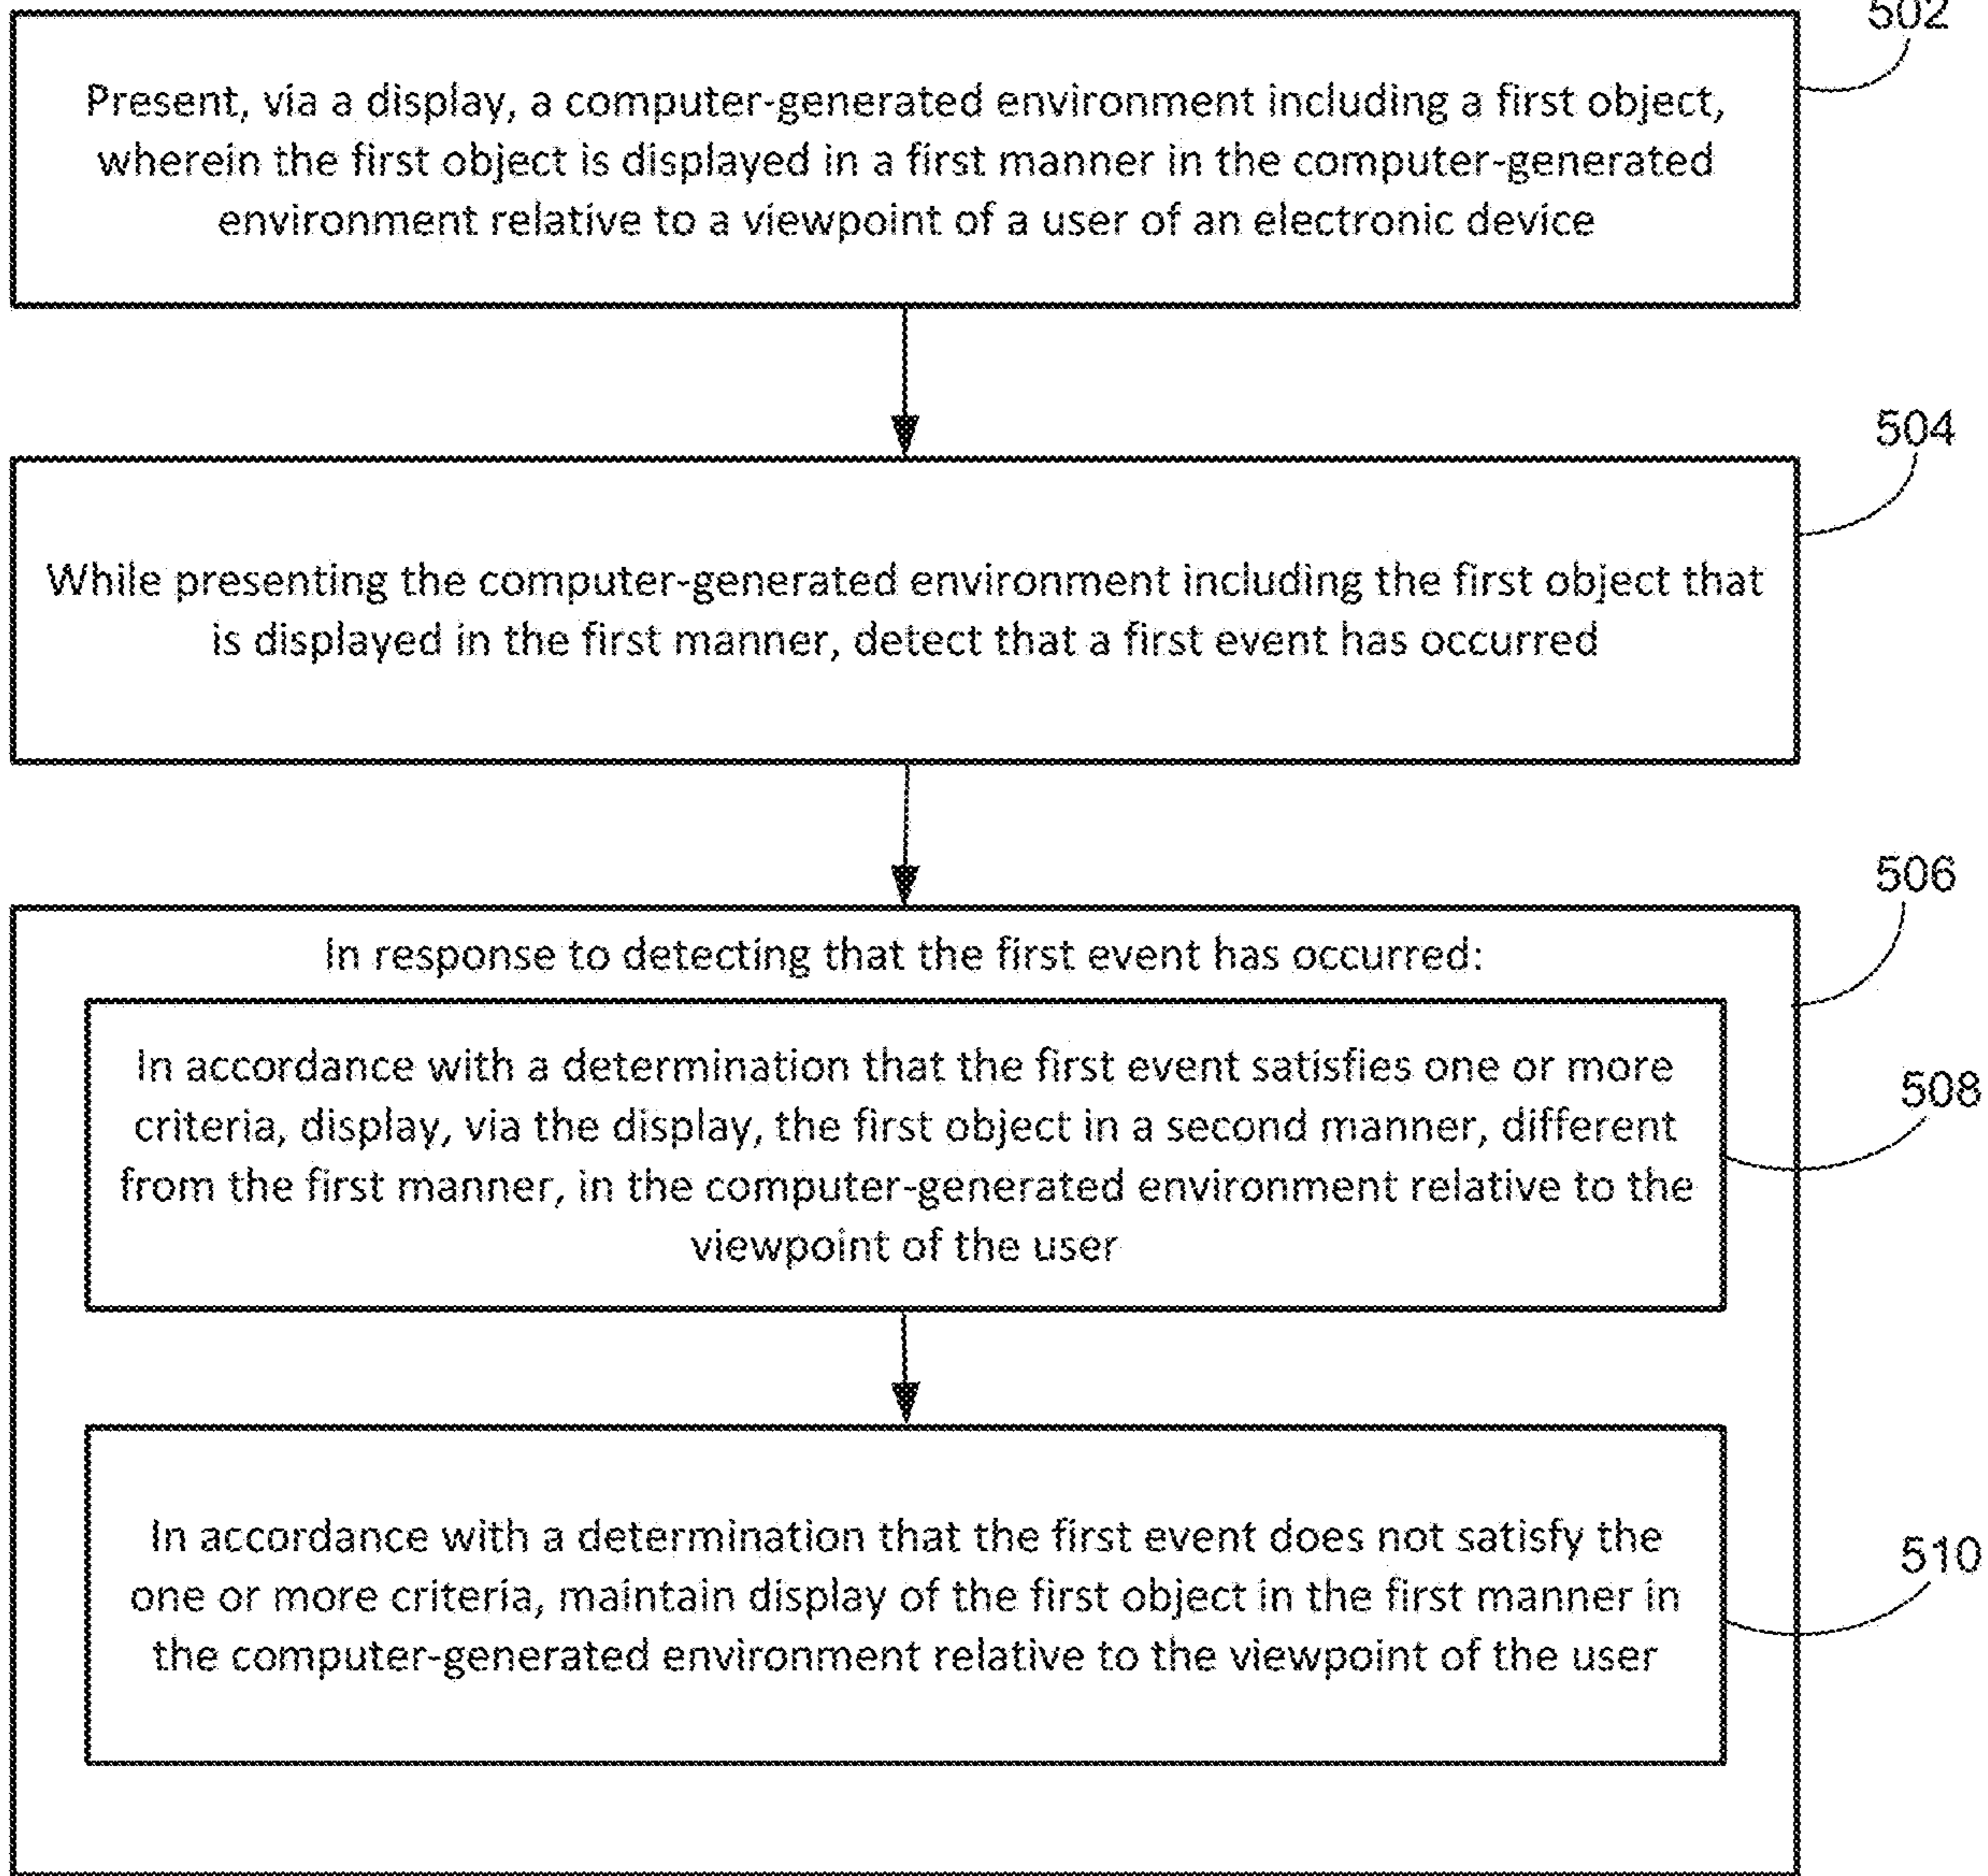 502
Present, via a display, a computer-generated environment including a first object,
wherein the first object is displayed in a first manner in the computer-generated
environment relative to a viewpoint of a user of an electronic device
504
While presenting the computer-generated environment including the first object that
is displayed in the first manner, detect that a first event has occurred
506
In response to detecting that the first event has occurred:
508
In accordance with a determination that the first event satisfies one or more
criteria, display, via the display, the first object in a second manner, different
from the first manner, in the computer-generated environment relative to the
viewpoint of the user
510
In accordance with a determination that the first event does not satisfy the
one or more criteria, maintain display of the first object in the first manner in
the computer-generated environment relative to the viewpoint of the user